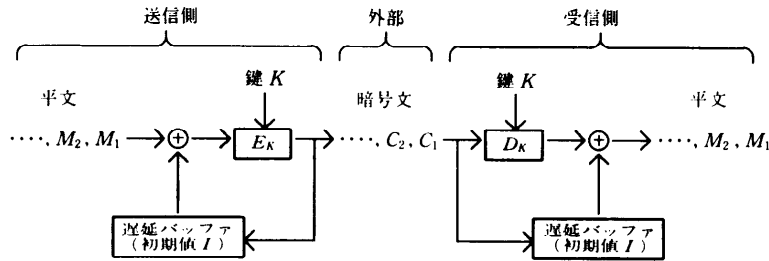 送信側 外部 受信側
鍵 K 鍵 K
平文 暗号文 平文
····, M₂, M₁ ⊕ Eᴋ ····, C₂, C₁ Dᴋ ⊕ ····, M₂, M₁
遅延バッファ 遅延バッファ
(初期値 I) (初期値 I)